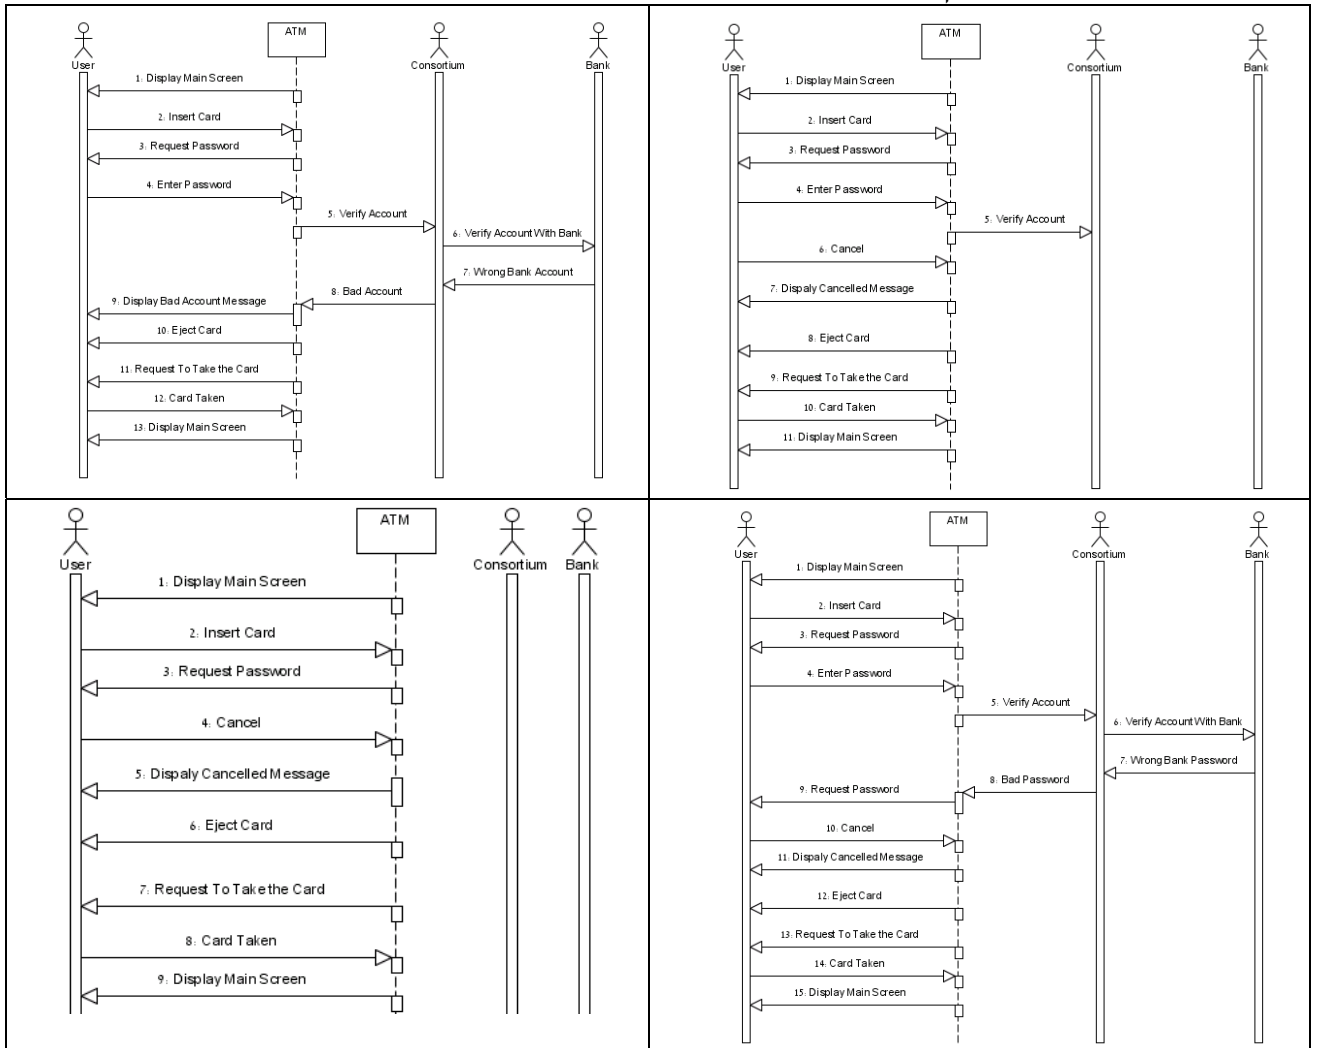 ATM
User
Consortium
Bank
1: Display Main Screen
2: Insert Card
3: Request Password
4: Enter Password
5: Verify Account
6: Verify Account With Bank
7: Wrong Bank Account
8: Bad Account
9: Display Bad Account Message
10: Eject Card
11: Request To Take the Card
12: Card Taken
13: Display Main Screen
ATM
User
Consortium
Bank
1: Display Main Screen
2: Insert Card
3: Request Password
4: Enter Password
5: Verify Account
6: Cancel
7: Dispaly Cancelled Message
8: Eject Card
9: Request To Take the Card
10: Card Taken
11: Display Main Screen
ATM
User
Consortium
Bank
1: Display Main Screen
2: Insert Card
3: Request Password
4: Cancel
5: Dispaly Cancelled Message
6: Eject Card
7: Request To Take the Card
8: Card Taken
9: Display Main Screen
ATM
User
Consortium
Bank
1: Display Main Screen
2: Insert Card
3: Request Password
4: Enter Password
5: Verify Account
6: Verify Account With Bank
7: Wrong Bank Password
8: Bad Password
9: Request Password
10: Cancel
11: Dispaly Cancelled Message
12: Eject Card
13: Request To Take the Card
14: Card Taken
15: Display Main Screen